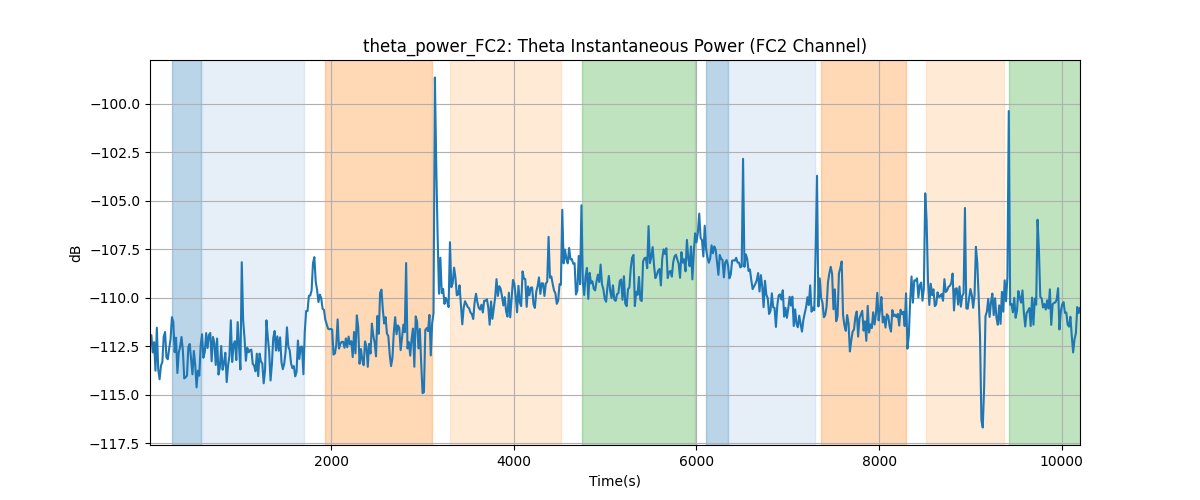 theta_power_FC2: Theta Instantaneous Power (FC2 Channel)
dB
−100.0
−102.5
−105.0
−107.5
−110.0
−112.5
−115.0
−117.5
2000 4000 6000 8000 10000
Time(s)